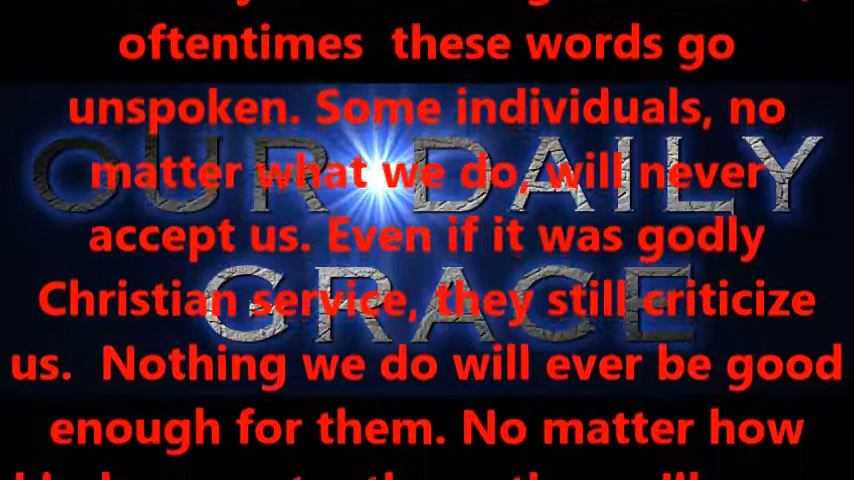 oftentimes  these words go
unspoken. Some individuals, no
matter what we do, will never
accept us. Even if it was godly
Christian service, they still criticize
us.  Nothing we do will ever be good
enough for them. No matter how
OUR DAILY
GRACE